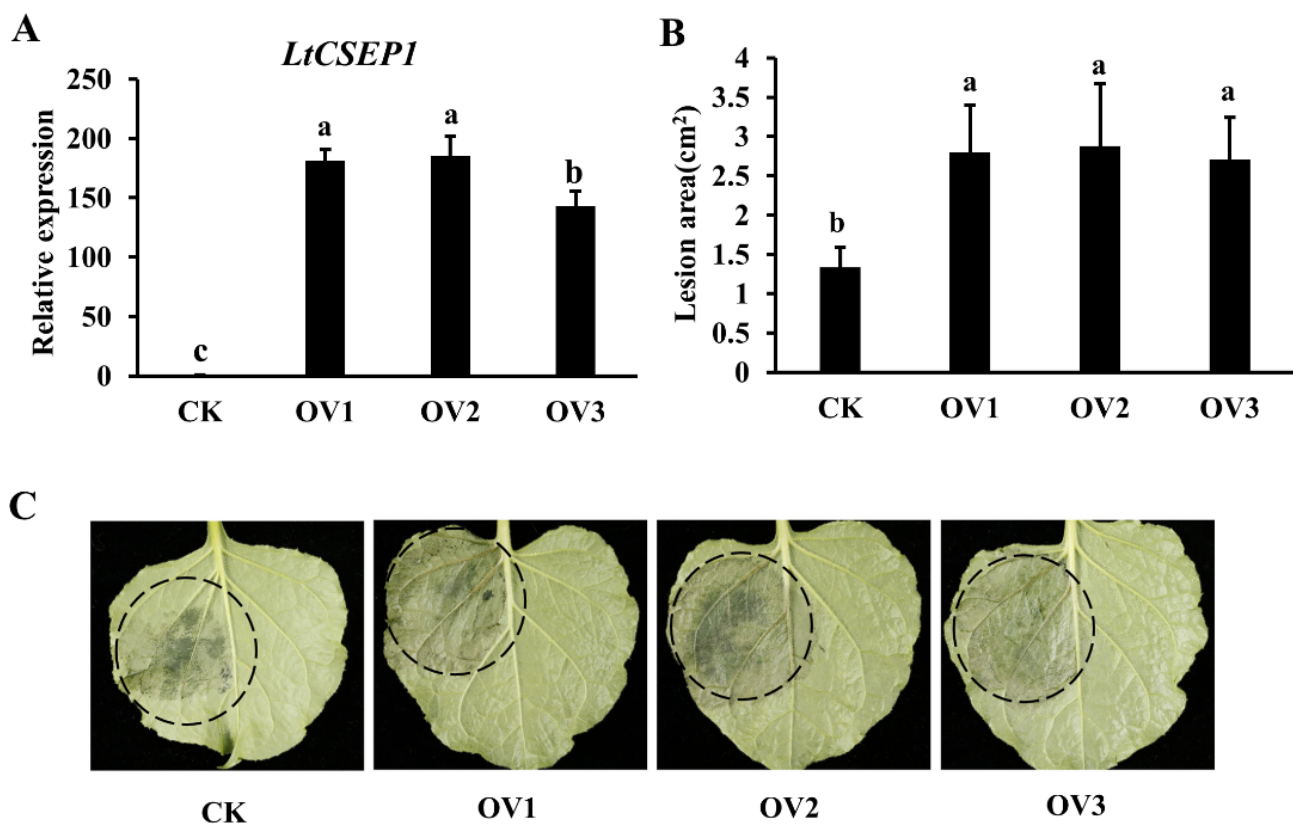 A
LtCSEP1
Relative expression
250
200
150
100
50
0
c
a
a
b
CK OV1 OV2 OV3
B
Lesion area(cm²)
4
3.5
3
2.5
2
1.5
1
0.5
0
b
a
a
a
CK OV1 OV2 OV3
C
CK OV1 OV2 OV3